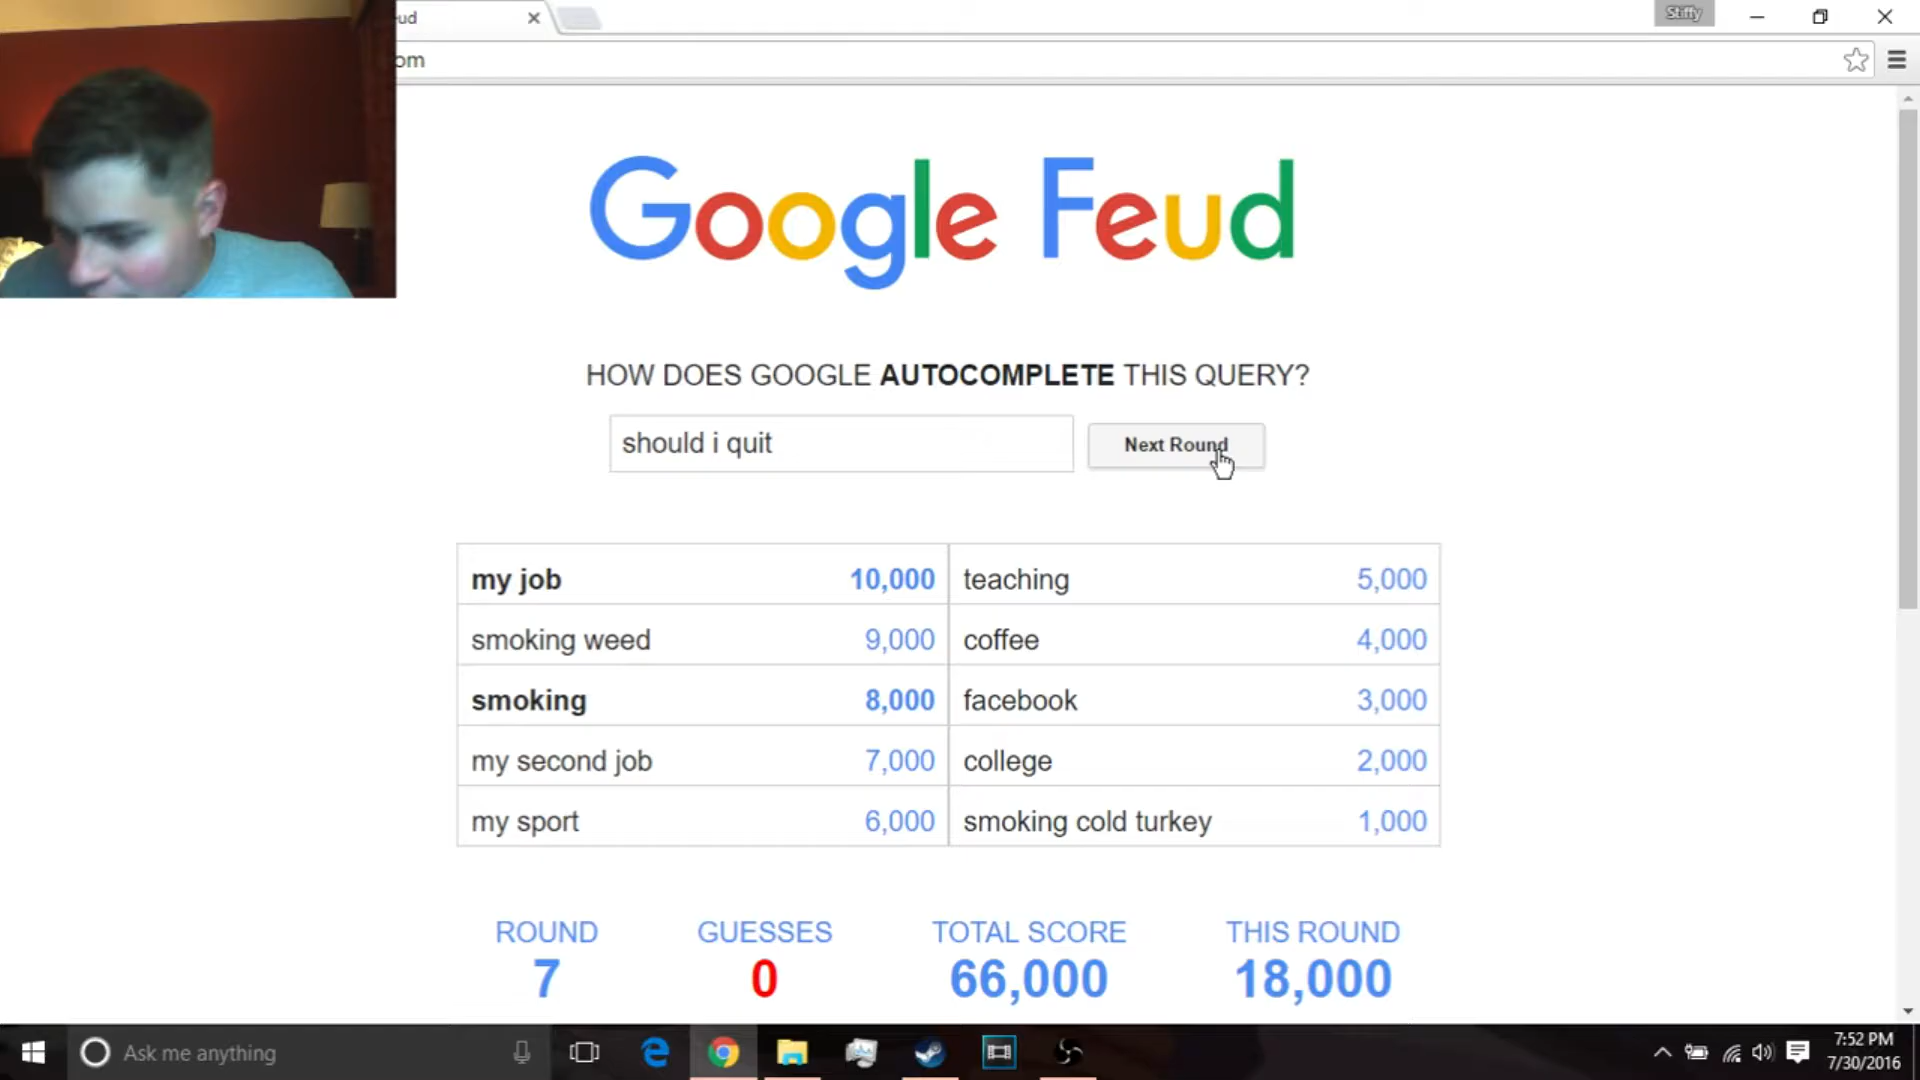 ud
Stiffy
om
Google Feud
HOW DOES GOOGLE AUTOCOMPLETE THIS QUERY?
should i quit
Next Round
my job 10,000 teaching 5,000
smoking weed 9,000 coffee 4,000
smoking 8,000 facebook 3,000
my second job 7,000 college 2,000
my sport 6,000 smoking cold turkey 1,000
ROUND GUESSES TOTAL SCORE THIS ROUND
7 0 66,000 18,000
Ask me anything
7:52 PM
7/30/2016